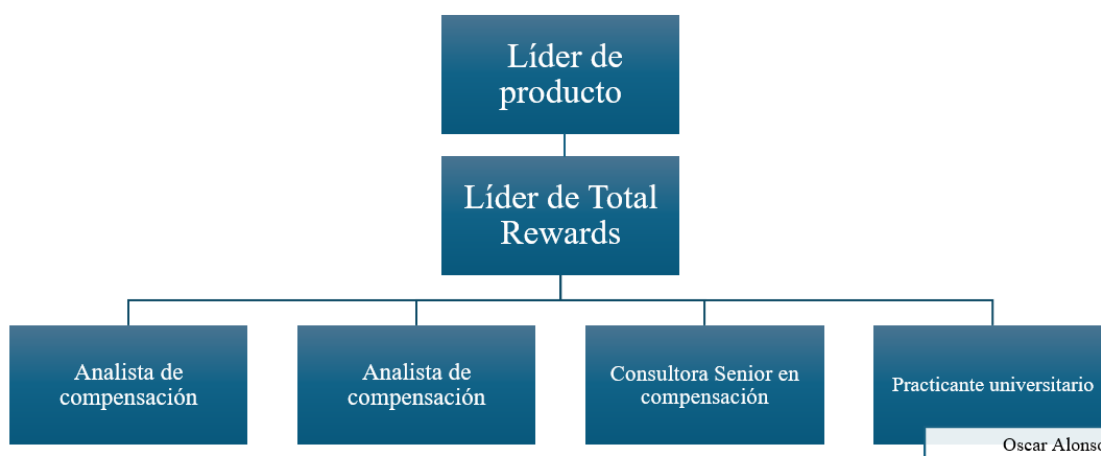 Líder de
producto
Líder de Total
Rewards
Analista de
compensación
Analista de
compensación
Consultora Senior en
compensación
Practicante universitario
Oscar Alonso